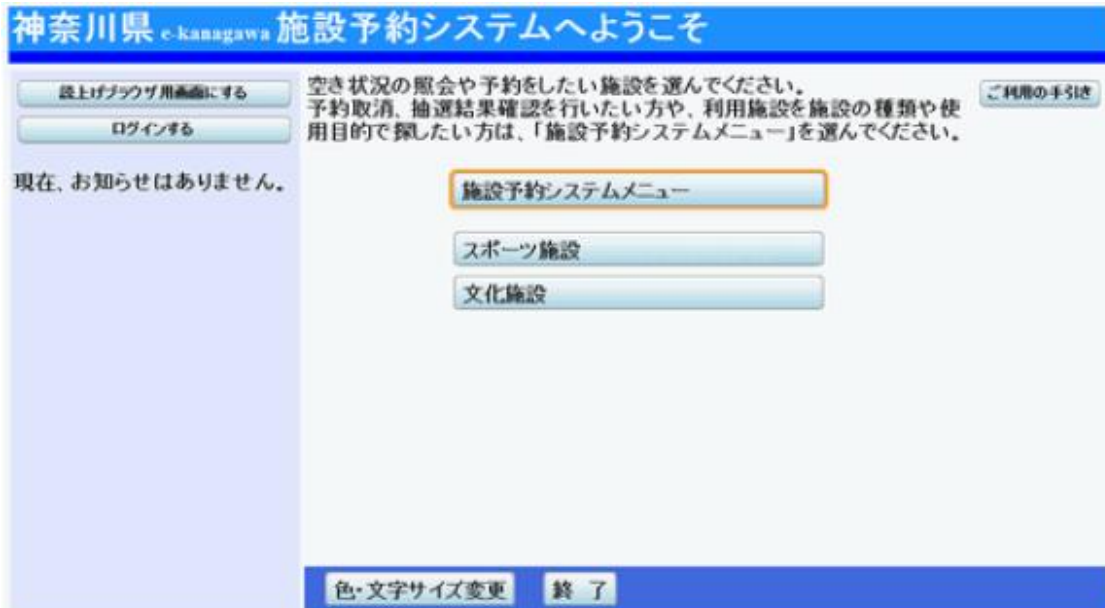 神奈川県 e-kanagawa 施設予約システムへようこそ
読上げブラウザ用画面にする
ログインする
現在、お知らせはありません。
空き状況の照会や予約をしたい施設を選んでください。
予約取消、抽選結果確認を行いたい方や、利用施設を施設の種類や使
用目的で探したい方は、「施設予約システムメニュー」を選んでください。
ご利用の手引き
施設予約システムメニュー
スポーツ施設
文化施設
色・文字サイズ変更
終 了